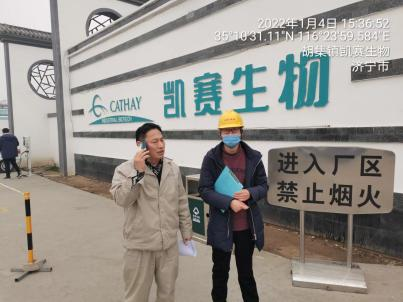 2022年1月4日 15:36:52
35°10′31.11″N 116°23′59.584″E
胡集镇凯赛生物
济宁市
CATHAY
INDUSTRIAL BIOTECH
凯赛生物
进入厂区
禁止烟火